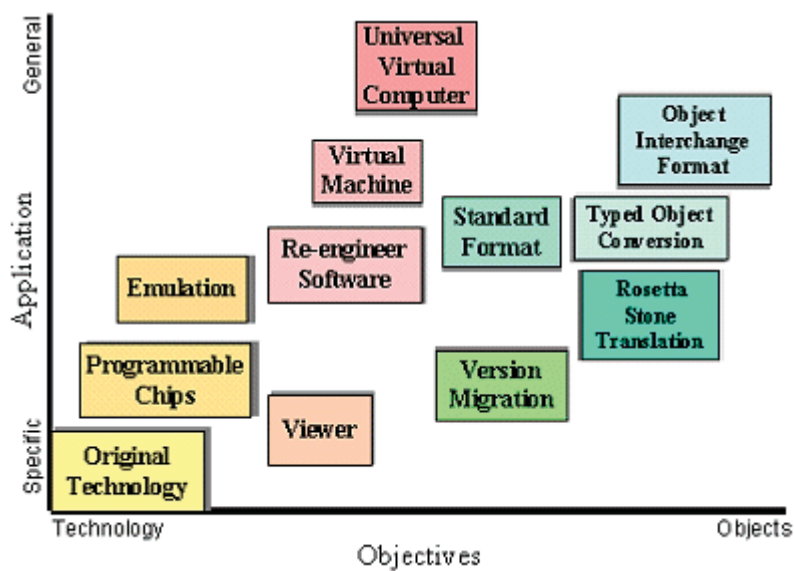 General
Application
Specific
Universal
Virtual
Computer
Object
Interchange
Format
Virtual
Machine
Standard
Format
Typed Object
Conversion
Re-engineer
Software
Emulation
Rosetta
Stone
Translation
Programmable
Chips
Version
Migration
Viewer
Original
Technology
Technology
Objects
Objectives